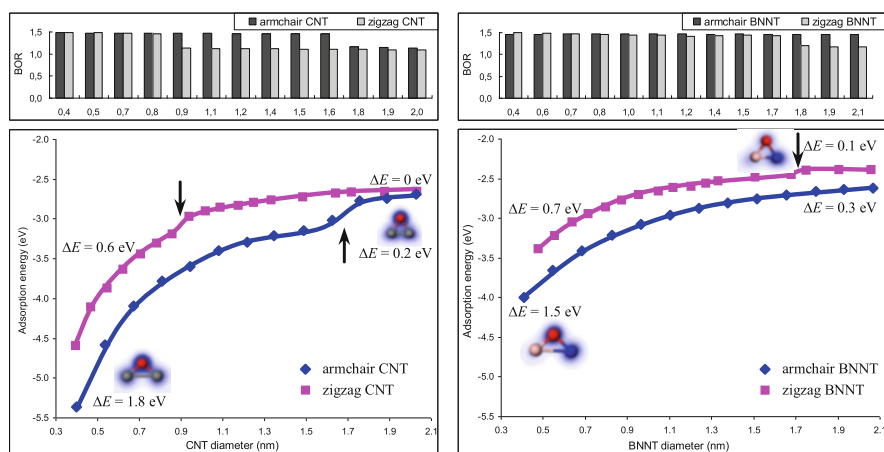 armchair CNT zigzag CNT
BOR
1,5
0,5
0,0
0,4 0,5 0,7 0,8 0,9 1,1 1,2 1,4 1,5 1,6 1,8 1,9 2,0
armchair BNNT zigzag BNNT
BOR
1,5
0,5
0,0
0,4 0,6 0,7 0,8 1,0 1,1 1,2 1,4 1,5 1,7 1,8 1,9 2,1
Adsorption energy (eV)
-2.0
-2.5
-3.0
-3.5
-4.0
-4.5
-5.0
-5.5
ΔE = 0 eV
ΔE = 0.6 eV
ΔE = 0.2 eV
ΔE = 1.8 eV
armchair CNT
zigzag CNT
0.3 0.5 0.7 0.9 1.1 1.3 1.5 1.7 1.9 2.1
CNT diameter (nm)
Adsorption energy (eV)
-2.0
-2.5
-3.0
-3.5
-4.0
-4.5
-5.0
-5.5
ΔE = 0.1 eV
ΔE = 0.7 eV
ΔE = 0.3 eV
ΔE = 1.5 eV
armchair BNNT
zigzag BNNT
0.3 0.5 0.7 0.9 1.1 1.3 1.5 1.7 1.9 2.1
BNNT diameter (nm)